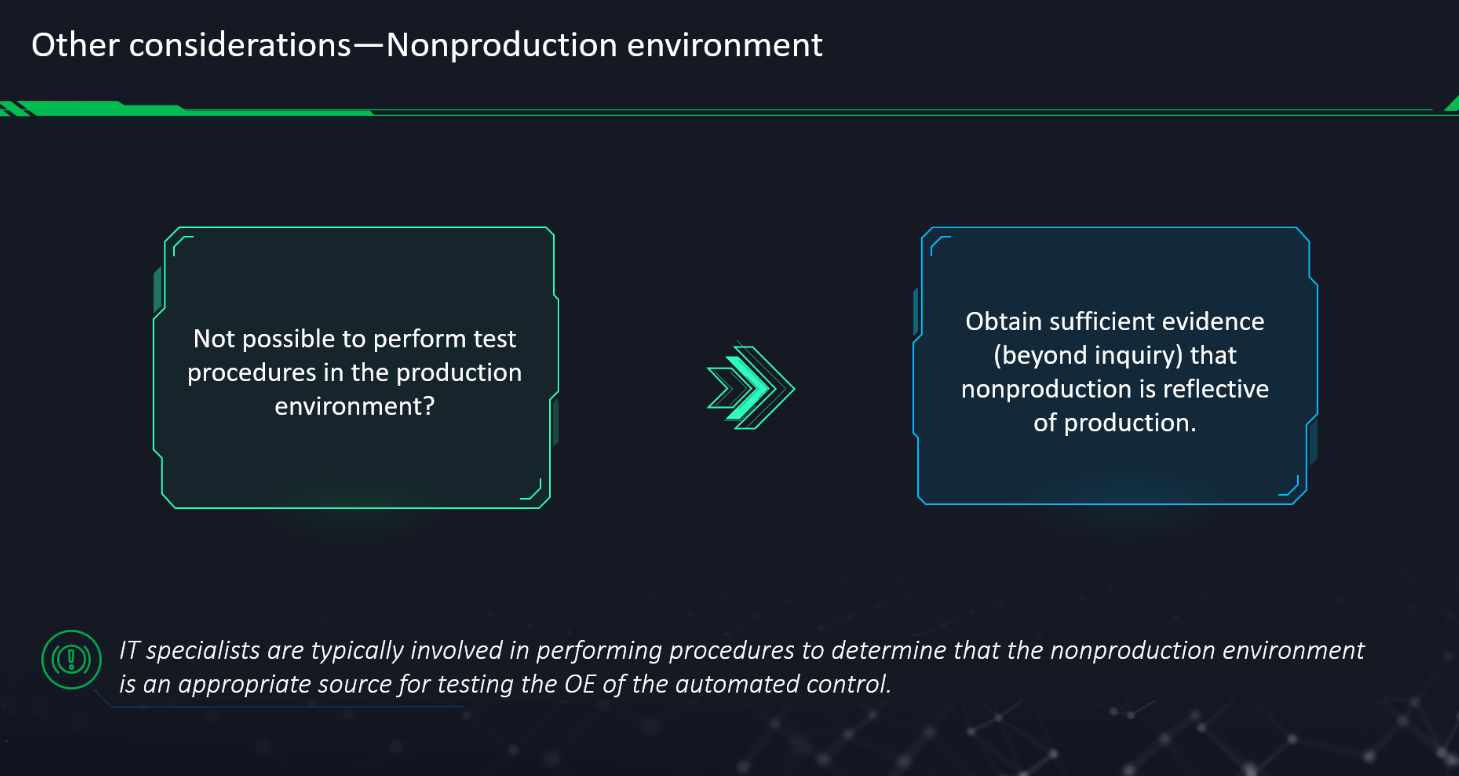 Other considerations—Nonproduction environment
Not possible to perform test
procedures in the production
environment?
Obtain sufficient evidence
(beyond inquiry) that
nonproduction is reflective
of production.
IT specialists are typically involved in performing procedures to determine that the nonproduction environment
is an appropriate source for testing the OE of the automated control.